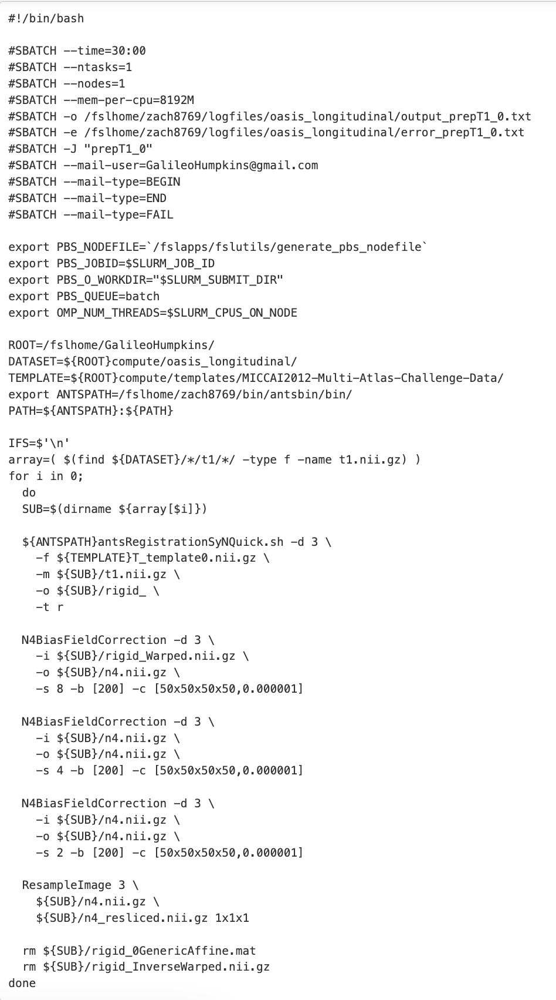 #!/bin/bash

#SBATCH --time=30:00
#SBATCH --ntasks=1
#SBATCH --nodes=1
#SBATCH --mem-per-cpu=8192M
#SBATCH -o /fslhome/zach8769/logfiles/oasis_longitudinal/output_prepT1_0.txt
#SBATCH -e /fslhome/zach8769/logfiles/oasis_longitudinal/error_prepT1_0.txt
#SBATCH -J "prepT1_0"
#SBATCH --mail-user=GalileoHumpkins@gmail.com
#SBATCH --mail-type=BEGIN
#SBATCH --mail-type=END
#SBATCH --mail-type=FAIL

export PBS_NODEFILE=`/fslapps/fslutils/generate_pbs_nodefile`
export PBS_JOBID=$SLURM_JOB_ID
export PBS_O_WORKDIR="$SLURM_SUBMIT_DIR"
export PBS_QUEUE=batch
export OMP_NUM_THREADS=$SLURM_CPUS_ON_NODE

ROOT=/fslhome/GalileoHumpkins/
DATASET=${ROOT}compute/oasis_longitudinal/
TEMPLATE=${ROOT}compute/templates/MICCAI2012-Multi-Atlas-Challenge-Data/
export ANTSPATH=/fslhome/zach8769/bin/antsbin/bin/
PATH=${ANTSPATH}:${PATH}

IFS=$'\n'
array=( $(find ${DATASET}/*/t1/*/ -type f -name t1.nii.gz) )
for i in 0;
  do
  SUB=$(dirname ${array[$i]})

  ${ANTSPATH}antsRegistrationSyNQuick.sh -d 3 \
    -f ${TEMPLATE}T_template0.nii.gz \
    -m ${SUB}/t1.nii.gz \
    -o ${SUB}/rigid_ \
    -t r

  N4BiasFieldCorrection -d 3 \
    -i ${SUB}/rigid_Warped.nii.gz \
    -o ${SUB}/n4.nii.gz \
    -s 8 -b [200] -c [50x50x50x50,0.000001]

  N4BiasFieldCorrection -d 3 \
    -i ${SUB}/n4.nii.gz \
    -o ${SUB}/n4.nii.gz \
    -s 4 -b [200] -c [50x50x50x50,0.000001]

  N4BiasFieldCorrection -d 3 \
    -i ${SUB}/n4.nii.gz \
    -o ${SUB}/n4.nii.gz \
    -s 2 -b [200] -c [50x50x50x50,0.000001]

  ResampleImage 3 \
    ${SUB}/n4.nii.gz \
    ${SUB}/n4_resliced.nii.gz 1x1x1

  rm ${SUB}/rigid_0GenericAffine.mat
  rm ${SUB}/rigid_InverseWarped.nii.gz
done